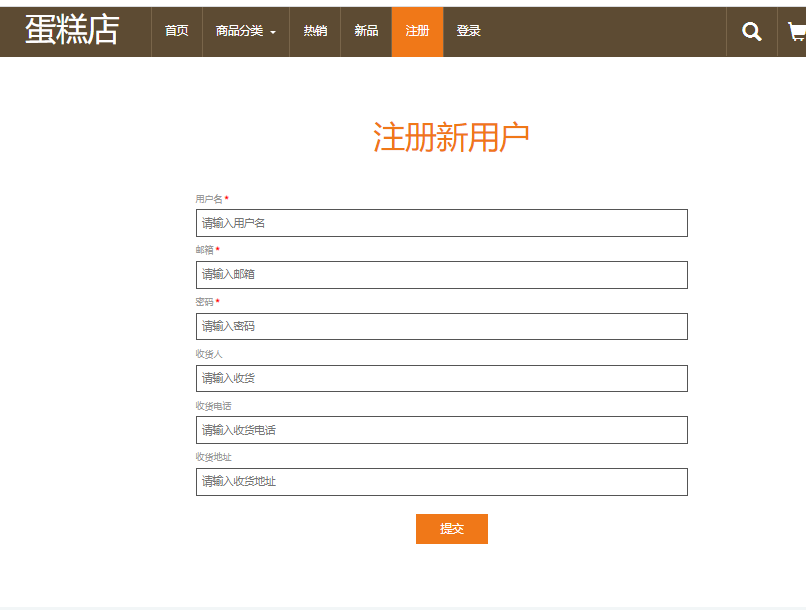 蛋糕店 首页 商品分类 热销 新品 注册 登录
注册新用户
用户名 *
请输入用户名
邮箱 *
请输入邮箱
密码 *
请输入密码
收货人
请输入收货
收货电话
请输入收货电话
收货地址
请输入收货地址
提交